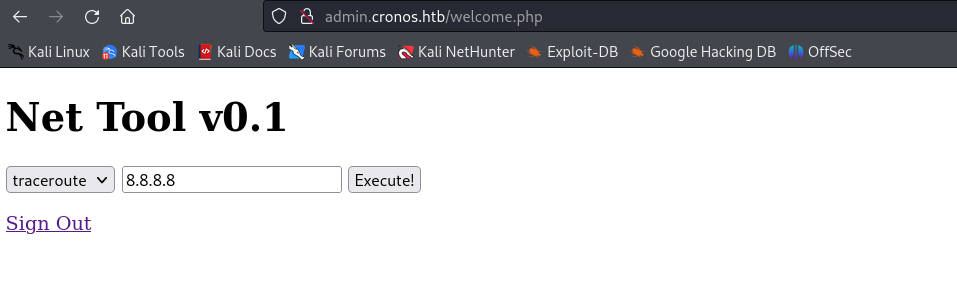 admin.cronos.htb/welcome.php
Kali Linux Kali Tools Kali Docs Kali Forums Kali NetHunter Exploit-DB Google Hacking DB OffSec
Net Tool v0.1
traceroute 8.8.8.8 Execute!
Sign Out